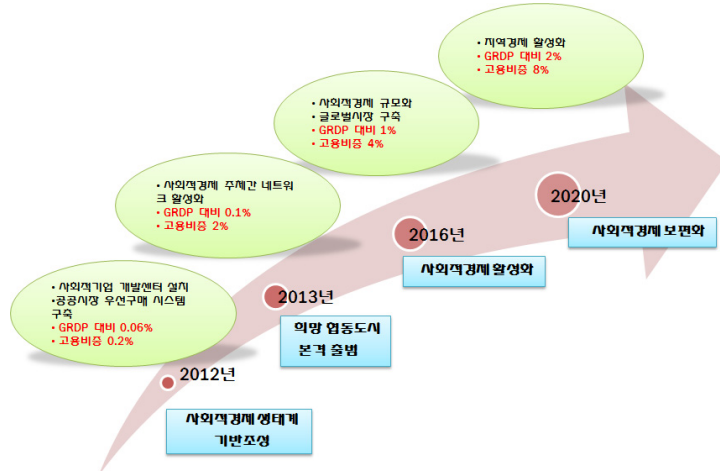 • 지역경제 활성화
• GRDP 대비 2%
• 고용비중 8%
• 사회적경제 규모화
• 글로벌시장 구축
• GRDP 대비 1%
• 고용비중 4%
• 사회적경제 주체간 네트워
크 활성화
• GRDP 대비 0.1%
• 고용비중 2%
• 사회적기업 개발센터 설치
• 공공시장 우선구매 시스템
구축
• GRDP 대비 0.06%
• 고용비중 0.2%
2020년
사회적경제 보편화
2016년
사회적경제 활성화
2013년
희망 협동도시
본격 출범
2012년
사회적경제 생태계
기반조성